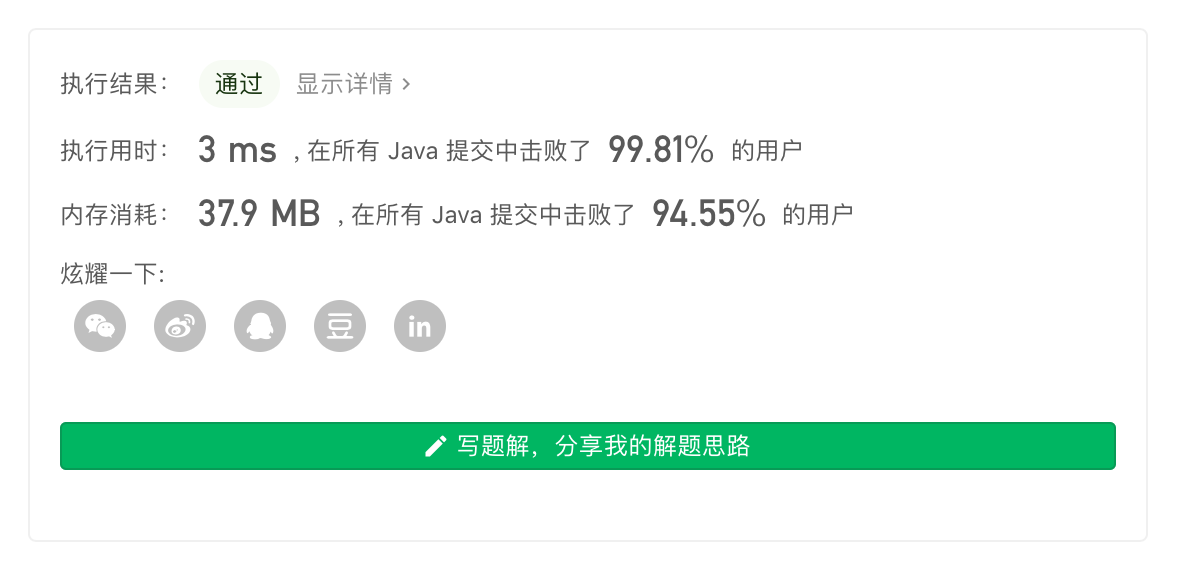 执行结果： 通过 显示详情 ›
执行用时： 3 ms , 在所有 Java 提交中击败了 99.81% 的用户
内存消耗： 37.9 MB , 在所有 Java 提交中击败了 94.55% 的用户
炫耀一下:
豆 in
写题解，分享我的解题思路